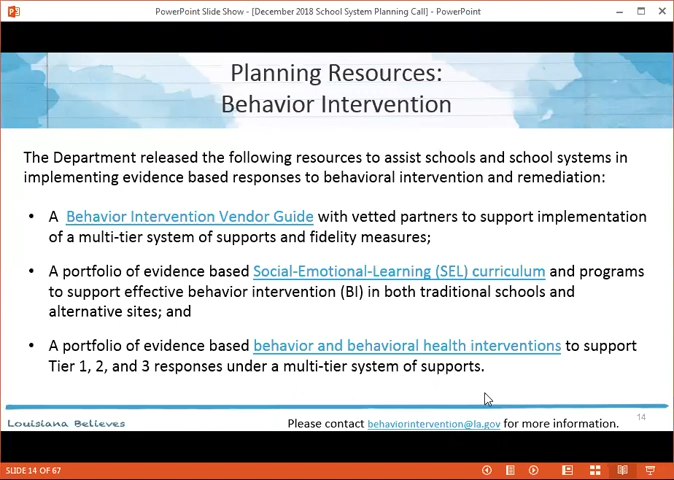 PowerPoint Slide Show - [December 2018 School System Planning Call] - PowerPoint
Planning Resources:
Behavior Intervention
The Department released the following resources to assist schools and school systems in
implementing evidence based responses to behavioral intervention and remediation:
• A Behavior Intervention Vendor Guide with vetted partners to support implementation
of a multi-tier system of supports and fidelity measures;
• A portfolio of evidence based Social-Emotional-Learning (SEL) curriculum and programs
to support effective behavior intervention (BI) in both traditional schools and
alternative sites; and
• A portfolio of evidence based behavior and behavioral health interventions to support
Tier 1, 2, and 3 responses under a multi-tier system of supports.
14
Louisiana Believes
Please contact behaviorintervention@la.gov for more information.
SLIDE 14 OF 67